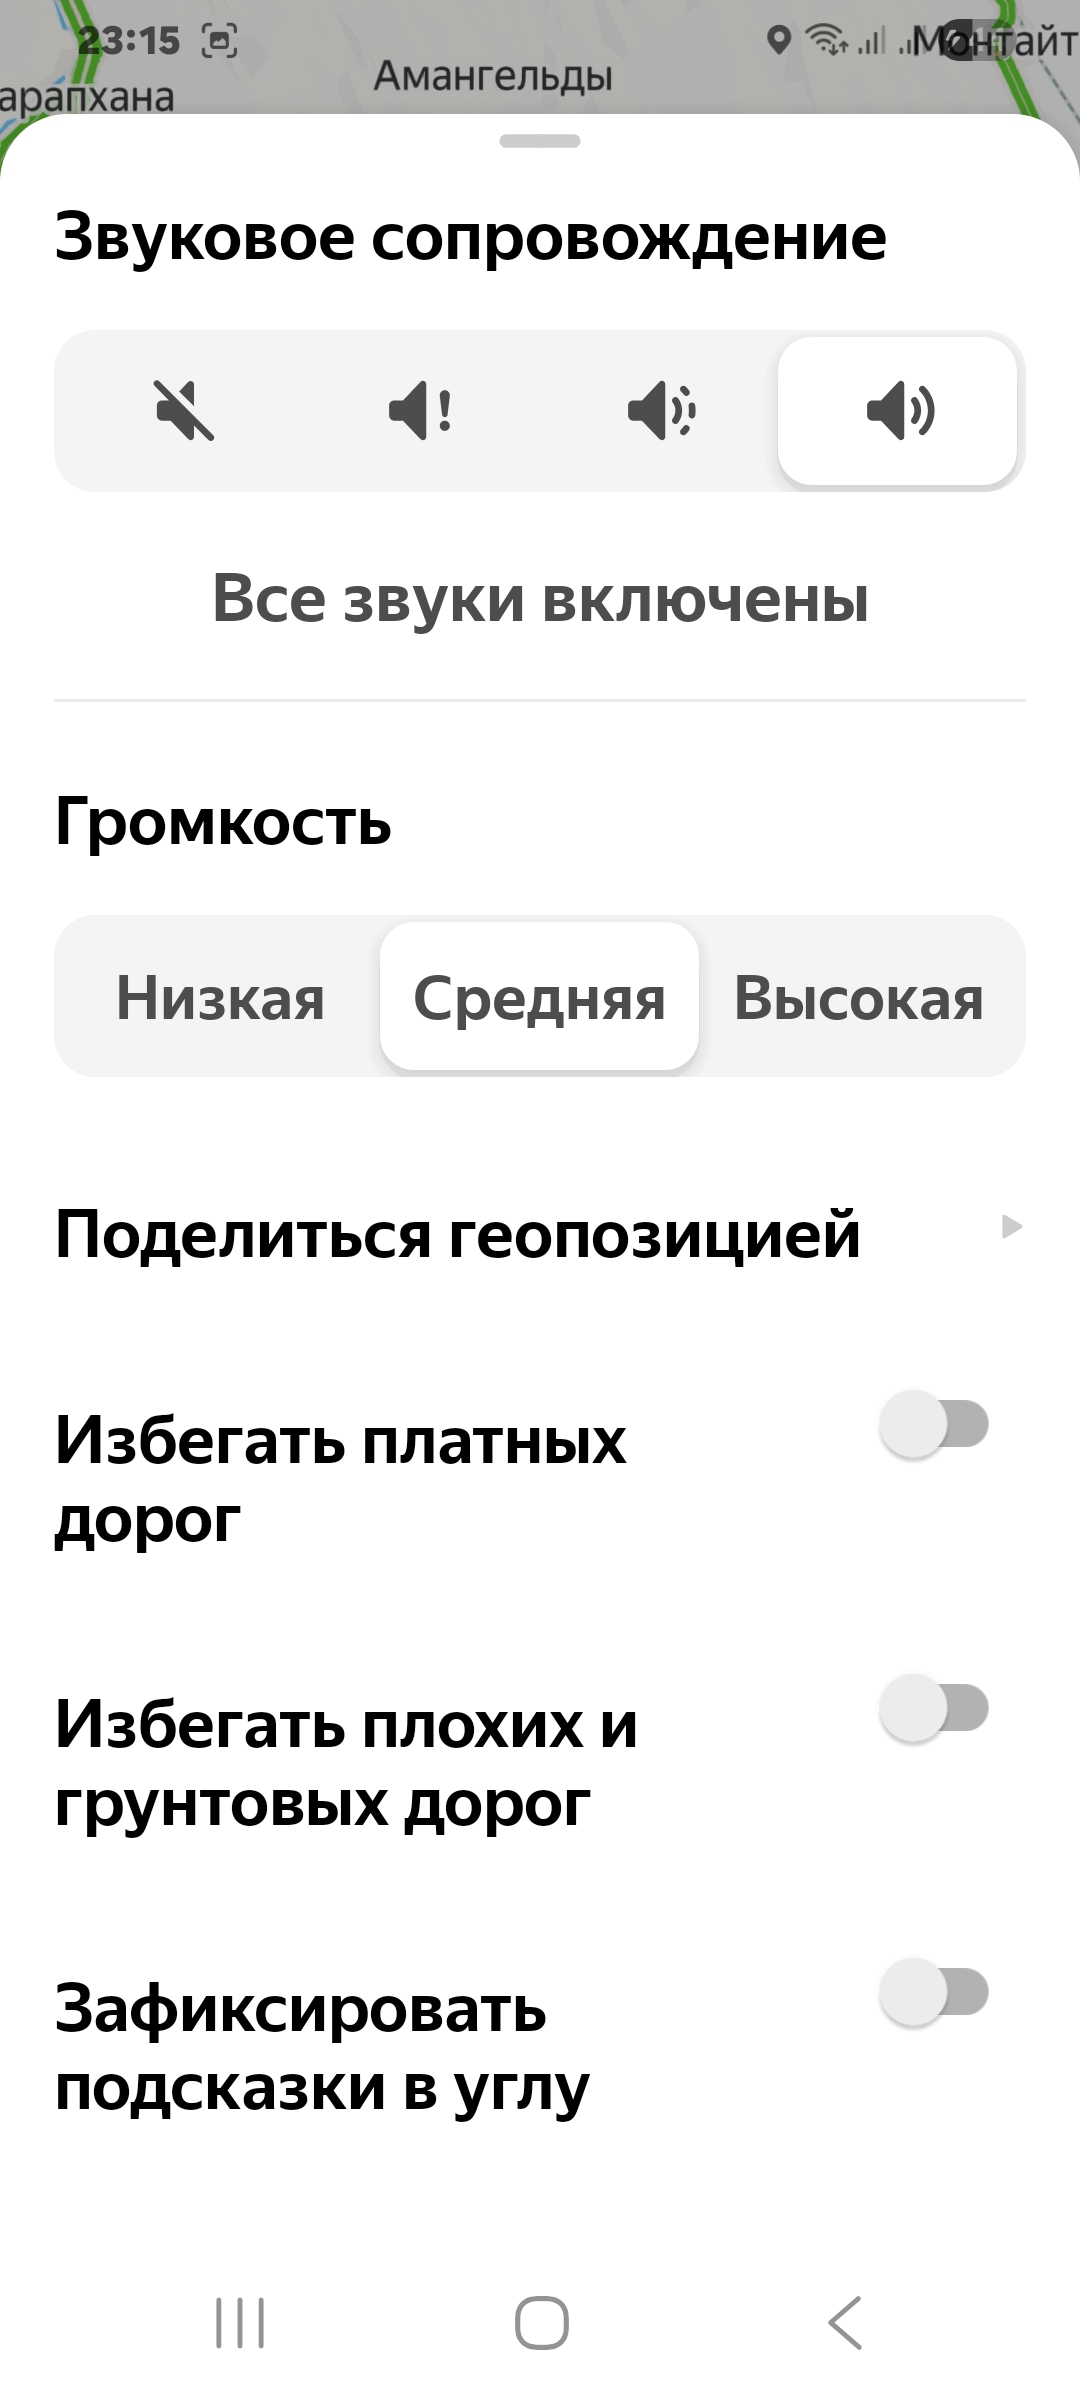 23:15
Монтайт
Амангельды
арапхана
Звуковое сопровождение
Все звуки включены
Громкость
Низкая Средняя Высокая
Поделиться геопозицией
Избегать платных
дорог
Избегать плохих и
грунтовых дорог
Зафиксировать
подсказки в углу